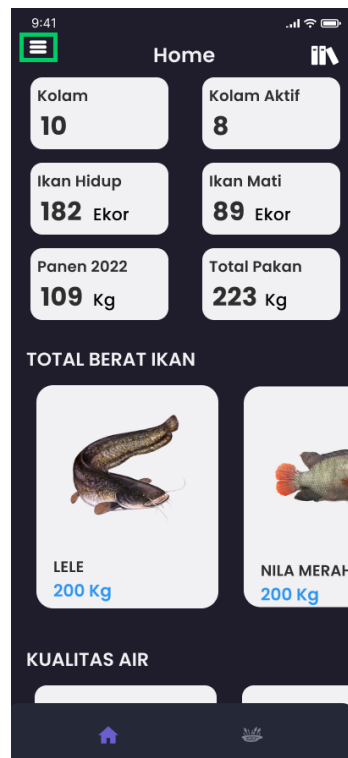 9:41
Home
Kolam
10
Kolam Aktif
8
Ikan Hidup
182 Ekor
Ikan Mati
89 Ekor
Panen 2022
109 Kg
Total Pakan
223 Kg
TOTAL BERAT IKAN
LELE
200 Kg
NILA MERAH
200 Kg
KUALITAS AIR